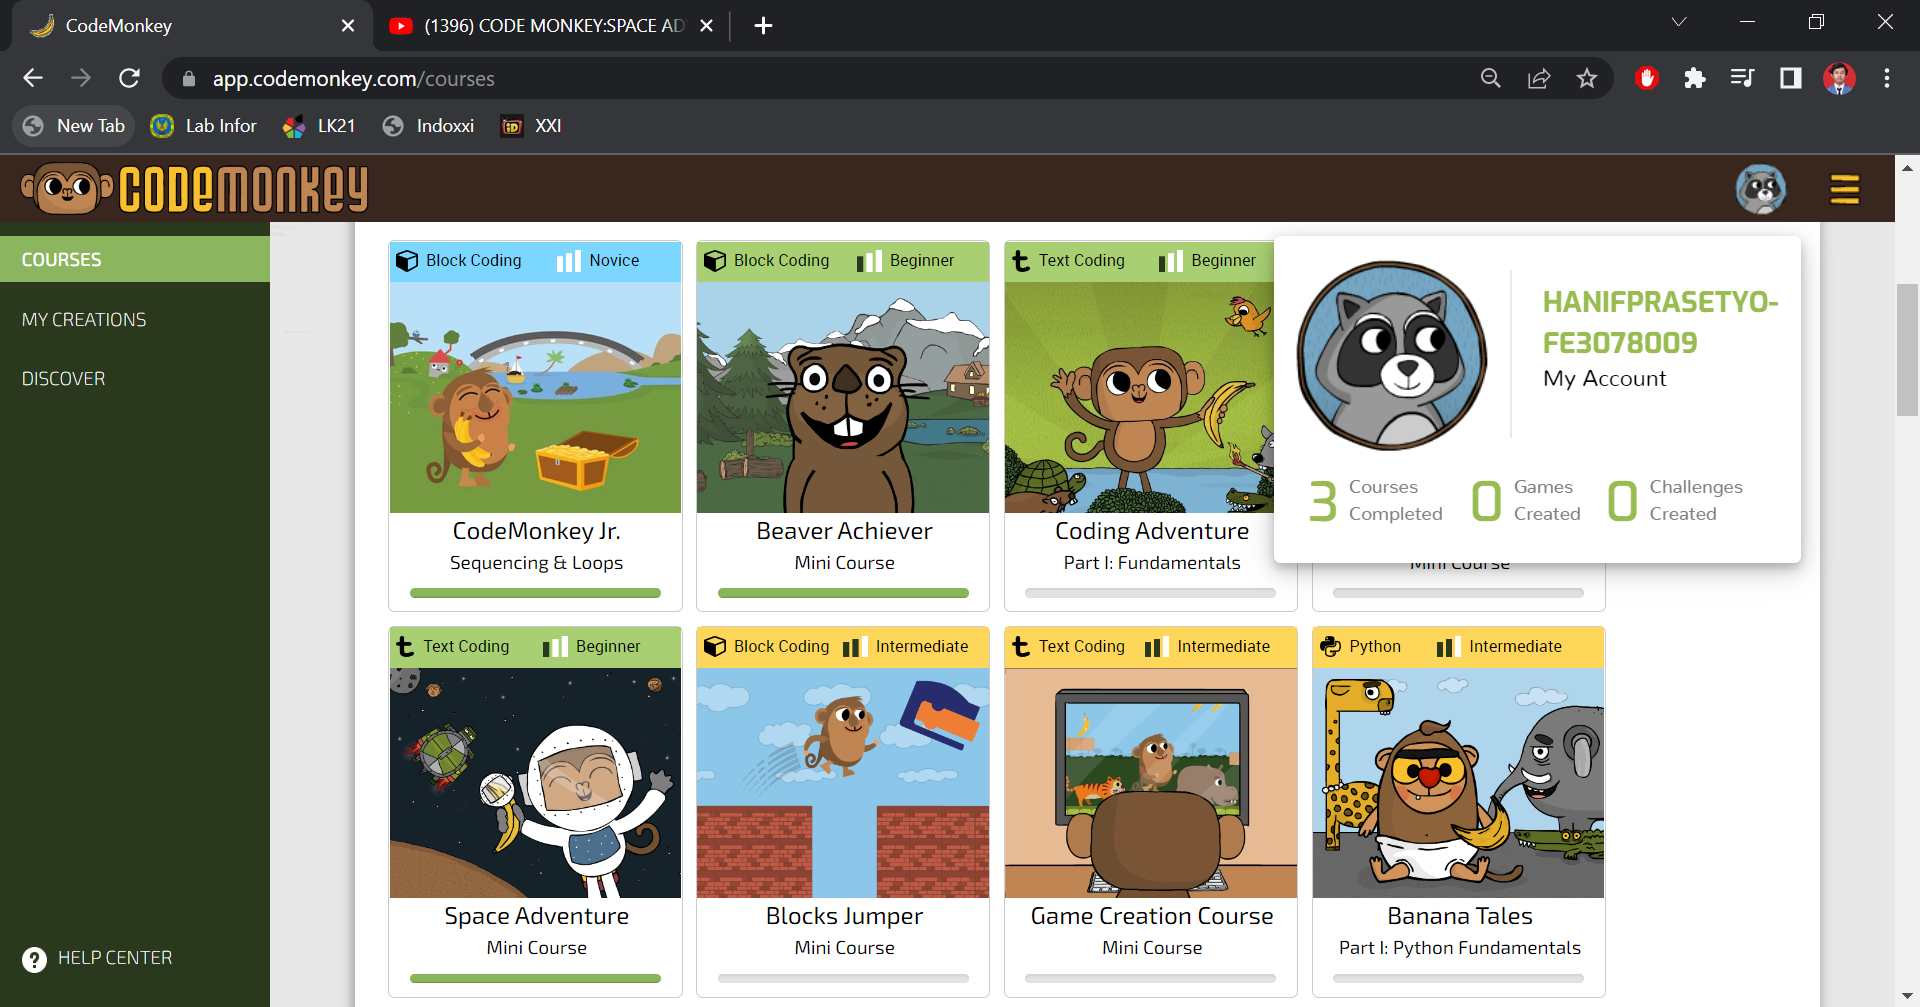 CodeMonkey
(1396) CODE MONKEY:SPACE AD
app.codemonkey.com/courses
New Tab
Lab Infor
LK21
Indoxxi
XXI
CODEMONKEY
COURSES
MY CREATIONS
DISCOVER
HELP CENTER
Block Coding Novice
CodeMonkey Jr.
Sequencing & Loops
Block Coding Beginner
Beaver Achiever
Mini Course
Text Coding Beginner
Coding Adventure
Part I: Fundamentals
Mini Course
HANIFPRASETYO-
FE3078009
My Account
3 Courses
Completed
0 Games
Created
0 Challenges
Created
Text Coding Beginner
Space Adventure
Mini Course
Block Coding Intermediate
Blocks Jumper
Mini Course
Text Coding Intermediate
Game Creation Course
Mini Course
Python Intermediate
Banana Tales
Part I: Python Fundamentals